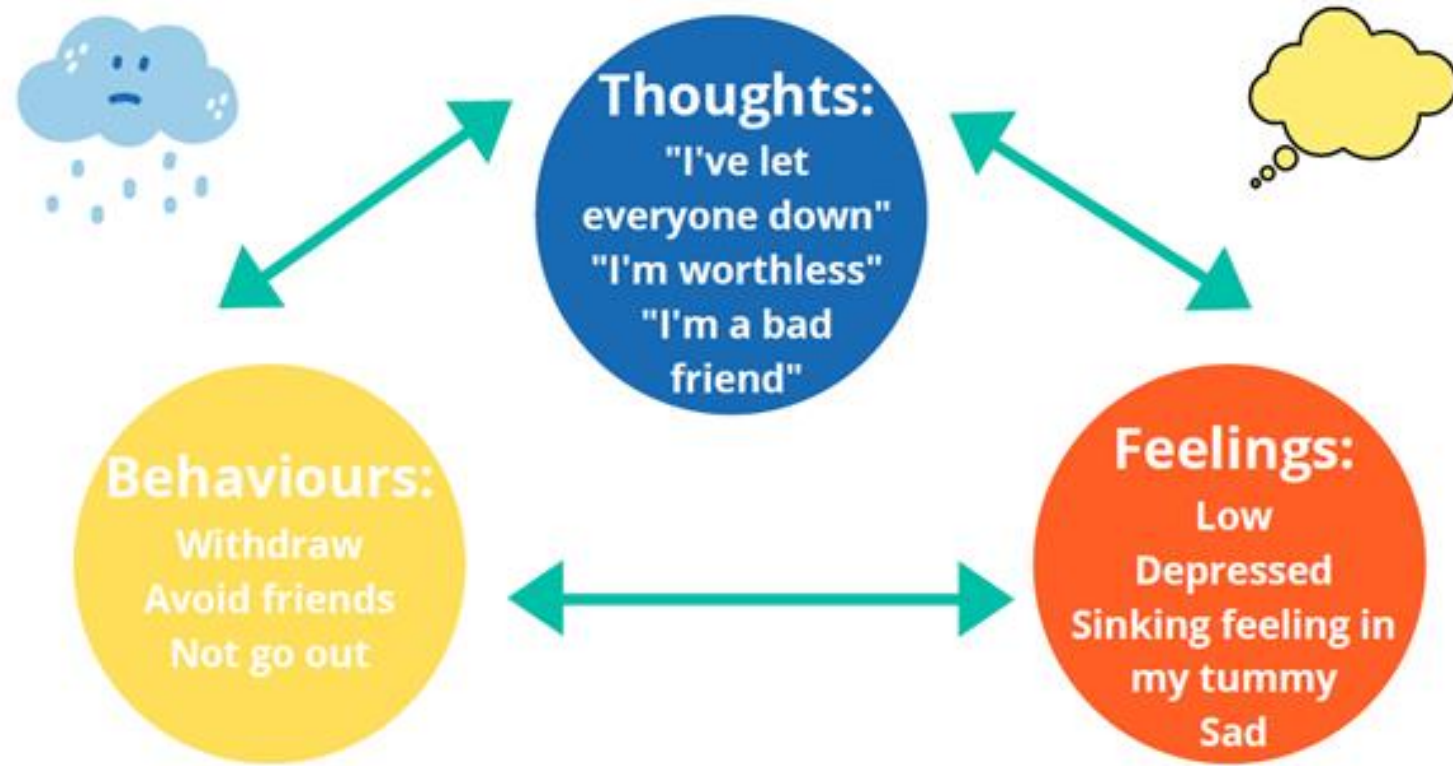 Thoughts:
"I've let
everyone down"
"I'm worthless"
"I'm a bad
friend"
Behaviours:
Withdraw
Avoid friends
Not go out
Feelings:
Low
Depressed
Sinking feeling in
my tummy
Sad